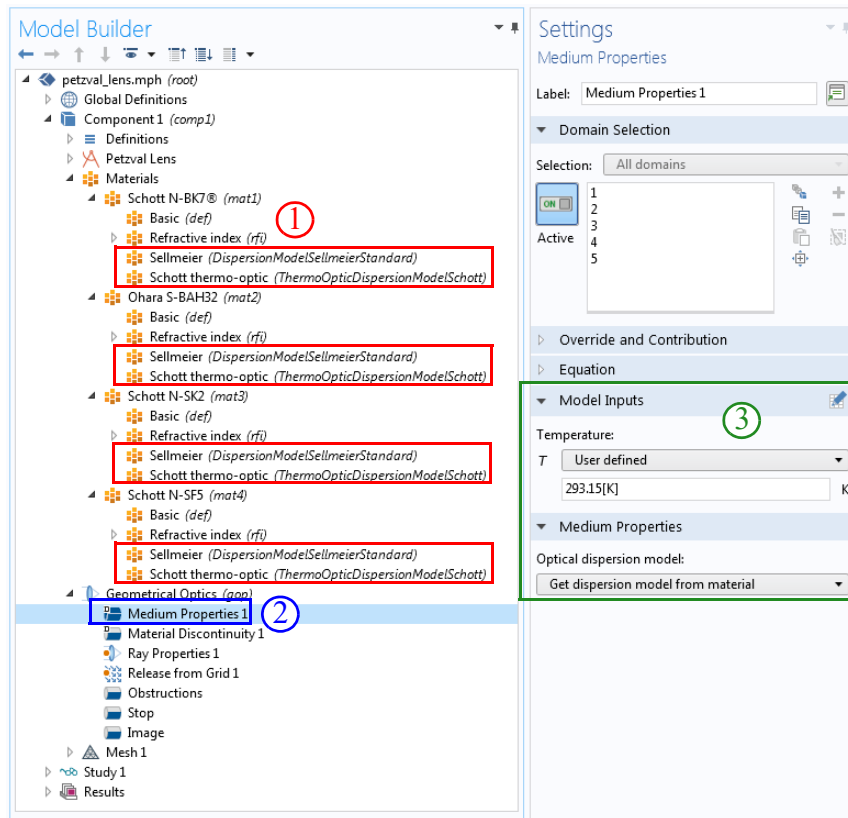 Model Builder
petzval_lens.mph (root)
Global Definitions
Component 1 (comp1)
Definitions
Petzval Lens
Materials
Schott N-BK7® (mat1)
Basic (def)
1
Refractive index (rfi)
Sellmeier (DispersionModelSellmeierStandard)
Schott thermo-optic (ThermoOpticDispersionModelSchott)
Ohara S-BAH32 (mat2)
Basic (def)
Refractive index (rfi)
Sellmeier (DispersionModelSellmeierStandard)
Schott thermo-optic (ThermoOpticDispersionModelSchott)
Schott N-SK2 (mat3)
Basic (def)
Refractive index (rfi)
Sellmeier (DispersionModelSellmeierStandard)
Schott thermo-optic (ThermoOpticDispersionModelSchott)
Schott N-SF5 (mat4)
Basic (def)
Refractive index (rfi)
Sellmeier (DispersionModelSellmeierStandard)
Schott thermo-optic (ThermoOpticDispersionModelSchott)
Geometrical Optics (gop)
Medium Properties 1
2
Material Discontinuity 1
Ray Properties 1
Release from Grid 1
Obstructions
Stop
Image
Mesh 1
Study 1
Results
Settings
Medium Properties
Label: Medium Properties 1
Domain Selection
Selection: All domains
ON
Active
1
2
3
4
5
Override and Contribution
Equation
Model Inputs
3
Temperature:
T User defined
293.15[K] K
Medium Properties
Optical dispersion model:
Get dispersion model from material